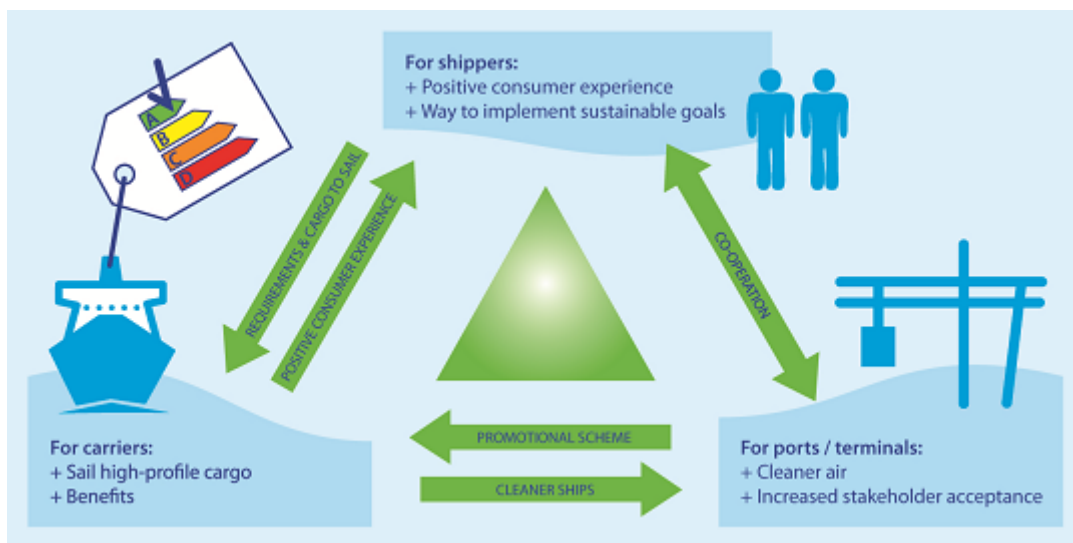 For shippers:
+ Positive consumer experience
+ Way to implement sustainable goals
A
B
C
D
REQUIREMENTS & CARGO TO SAIL
POSITIVE CONSUMER EXPERIENCE
CO-OPERATION
PROMOTIONAL SCHEME
CLEANER SHIPS
For carriers:
+ Sail high-profile cargo
+ Benefits
For ports / terminals:
+ Cleaner air
+ Increased stakeholder acceptance